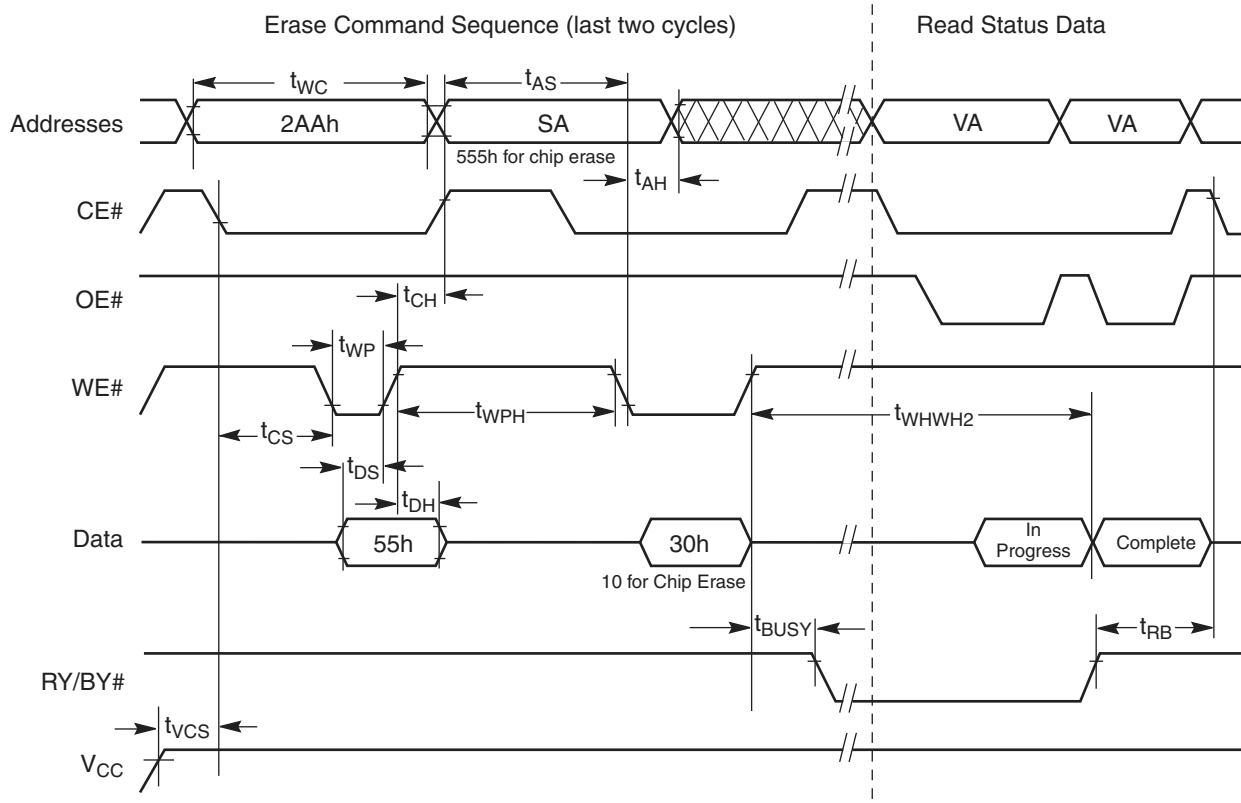 Erase Command Sequence (last two cycles)
Read Status Data
tWC
tAS
Addresses
2AAh
SA
VA
VA
555h for chip erase
tAH
CE#
OE#
tCH
tWP
WE#
tWPH
tWHWH2
tCS
tDS
tDH
Data
55h
30h
In
Progress
Complete
10 for Chip Erase
tBUSY
tRB
RY/BY#
tVCS
VCC